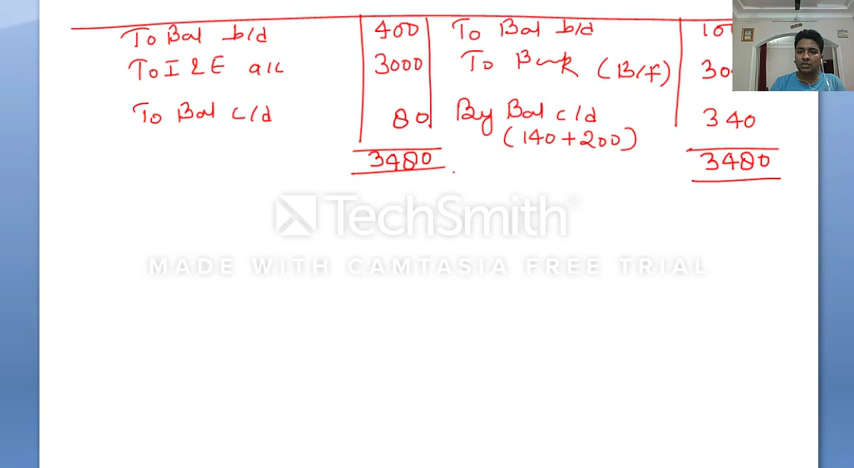 To Bal b/d 400 To Bal b/d
To I & E a/c 3000 To Bank (B/f)
To Bal c/d 80 By Bal c/d 340
(140+200)
3480 3480
TechSmith
MADE WITH CAMTASIA FREE TRIAL